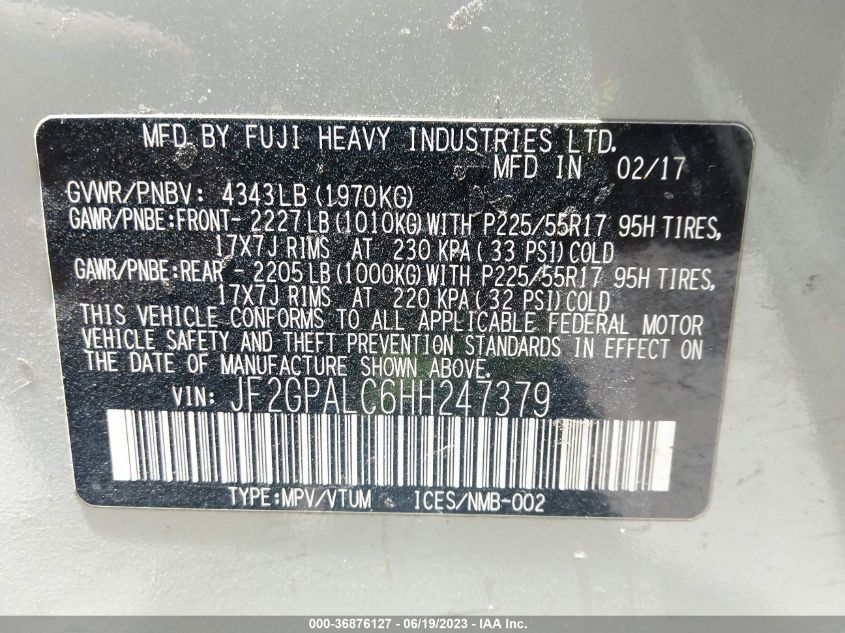 MFD BY FUJI HEAVY INDUSTRIES LTD.
MFD IN 02/17
GVWR/PNBV: 4343LB(1970KG)
GAWR/PNBE:FRONT- 2227LB(1010KG)WITH P225/55R17 95H TIRES,
17X7J RIMS AT 230 KPA(33 PSI)COLD
GAWR/PNBE:REAR - 2205LB(1000KG)WITH P225/55R17 95H TIRES,
17X7J RIMS AT 220 KPA(32 PSI)COLD
THIS VEHICLE CONFORMS TO ALL APPLICABLE FEDERAL MOTOR
VEHICLE SAFETY AND THEFT PREVENTION STANDARDS IN EFFECT ON
THE DATE OF MANUFACTURE SHOWN ABOVE.
VIN: JF2GPALC6HH247379
TYPE:MPV/VTUM ICES/NMB-002
000-36876127 - 06/19/2023 - IAA Inc.